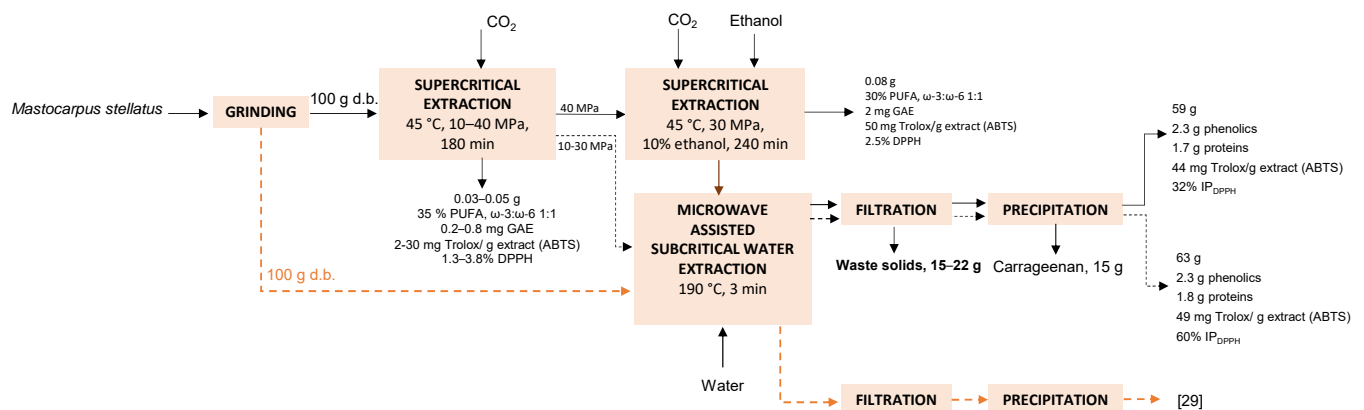 CO2
CO2
Ethanol
Mastocarpus stellatus
GRINDING
100 g d.b.
SUPERCRITICAL
EXTRACTION
45 °C, 10–40 MPa,
180 min
40 MPa
10-30 MPa
SUPERCRITICAL
EXTRACTION
45 °C, 30 MPa,
10% ethanol, 240 min
0.08 g
30% PUFA, ω-3:ω-6 1:1
2 mg GAE
50 mg Trolox/g extract (ABTS)
2.5% DPPH
0.03–0.05 g
35 % PUFA, ω-3:ω-6 1:1
0.2–0.8 mg GAE
2-30 mg Trolox/ g extract (ABTS)
1.3–3.8% DPPH
100 g d.b.
MICROWAVE
ASSISTED
SUBCRITICAL WATER
EXTRACTION
190 °C, 3 min
Water
FILTRATION
Waste solids, 15–22 g
PRECIPITATION
Carrageenan, 15 g
59 g
2.3 g phenolics
1.7 g proteins
44 mg Trolox/g extract (ABTS)
32% IPDPPH
63 g
2.3 g phenolics
1.8 g proteins
49 mg Trolox/ g extract (ABTS)
60% IPDPPH
FILTRATION
PRECIPITATION
[29]